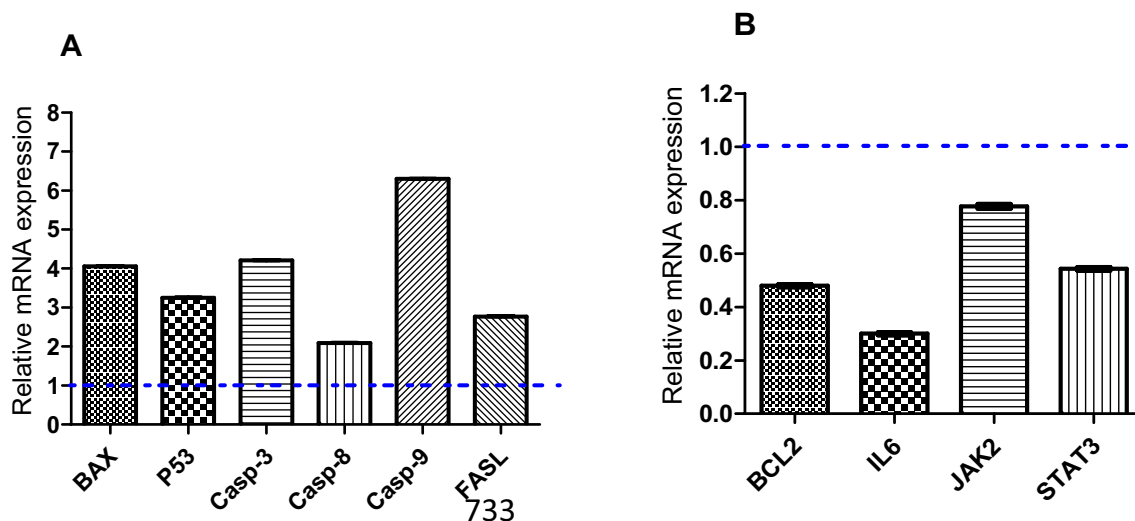 A
Relative mRNA expression
8
7
6
5
4
3
2
1
0
BAX
P53
Casp-3
Casp-8
Casp-9
FASL
733
B
Relative mRNA expression
1.2
1.0
0.8
0.6
0.4
0.2
0.0
BCL2
IL6
JAK2
STAT3